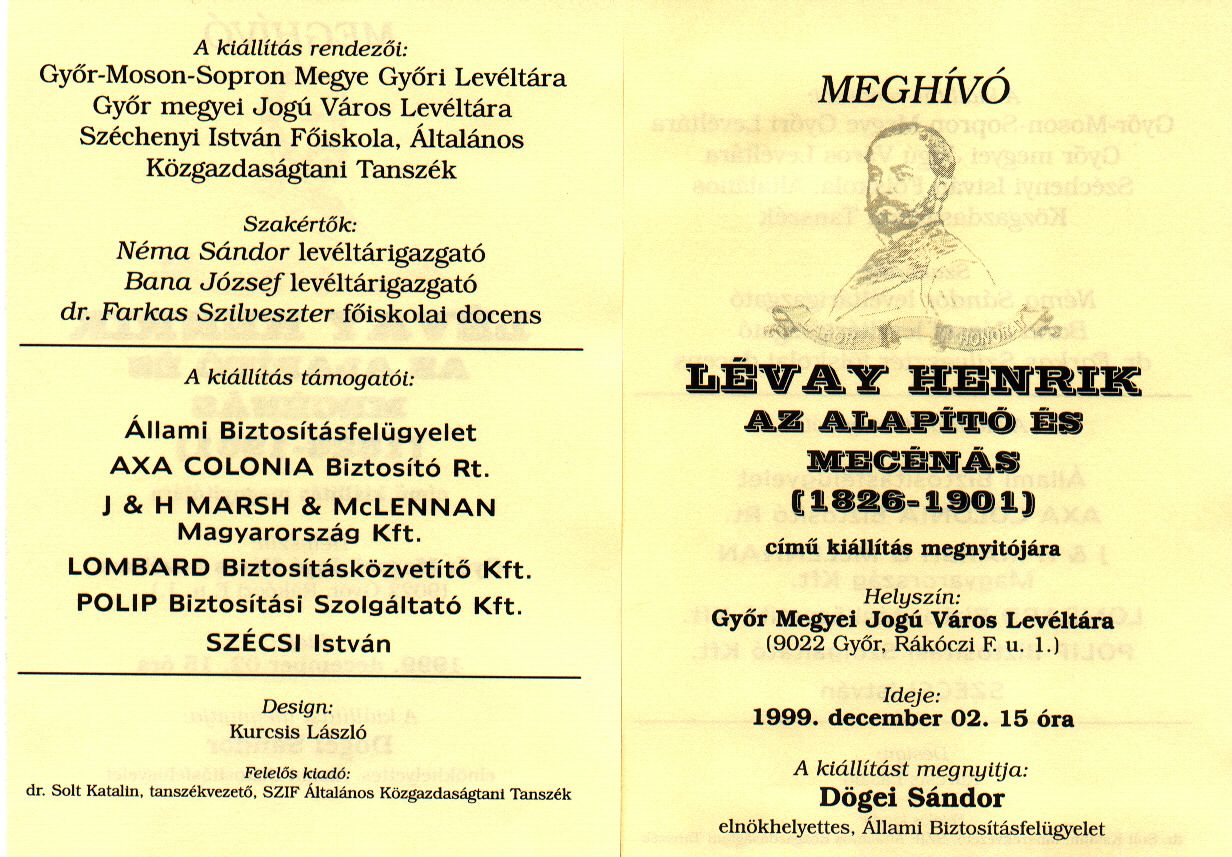 A kiállítás rendezői:
Győr-Moson-Sopron Megye Győri Levéltára
Győr megyei Jogú Város Levéltára
Széchenyi István Főiskola, Általános
Közgazdaságtani Tanszék
Szakértők:
Néma Sándor levéltárigazgató
Bana József levéltárigazgató
dr. Farkas Szilveszter főiskolai docens
A kiállítás támogatói:
Állami Biztosításfelügyelet
AXA COLONIA Biztosító Rt.
J & H MARSH & McLENNAN
Magyarország Kft.
LOMBARD Biztosításközvetítő Kft.
POLIP Biztosítási Szolgáltató Kft.
SZÉCSI István
Design:
Kurcsis László
Felelős kiadó:
dr. Solt Katalin, tanszékvezető, SZIF Általános Közgazdaságtani Tanszék
MEGHÍVÓ
LÉVAY HENRIK
AZ ALAPÍTÓ ÉS
MECÉNÁS
(1826-1901)
című kiállítás megnyitójára
Helyszín:
Győr Megyei Jogú Város Levéltára
(9022 Győr, Rákóczi F. u. 1.)
Ideje:
1999. december 02. 15 óra
A kiállítást megnyitja:
Dögei Sándor
elnökhelyettes, Állami Biztosításfelügyelet